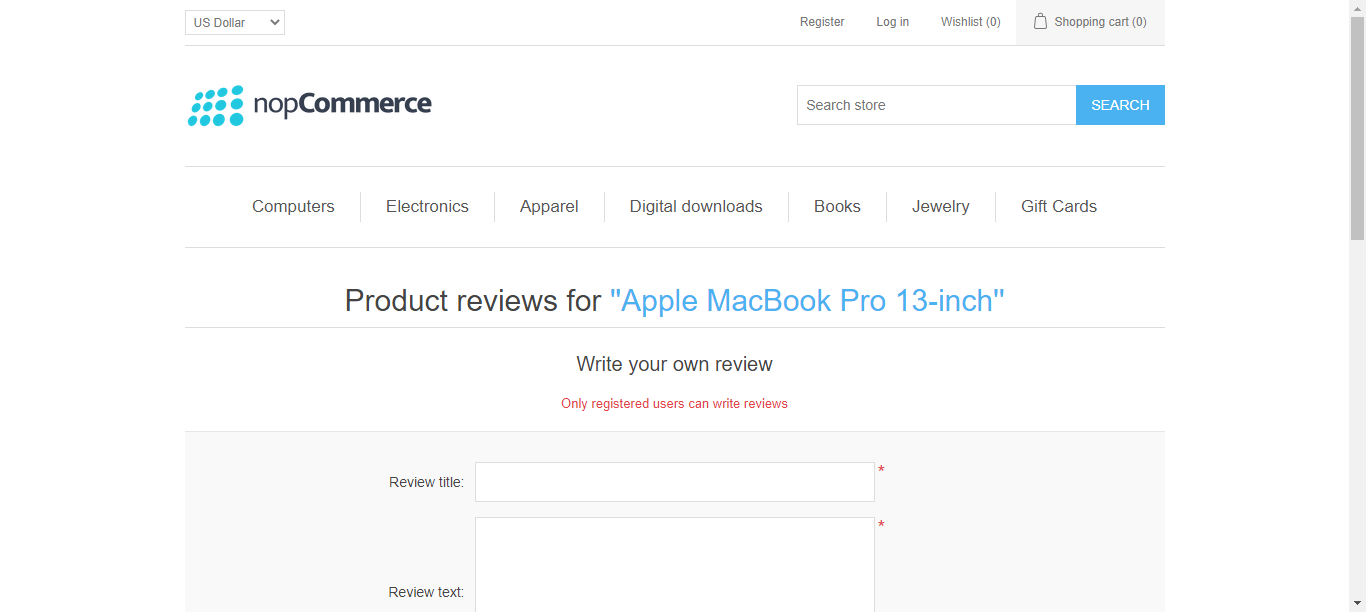 US Dollar
Register Log in Wishlist (0) Shopping cart (0)
nopCommerce
Search store SEARCH
Computers Electronics Apparel Digital downloads Books Jewelry Gift Cards
Product reviews for "Apple MacBook Pro 13-inch"
Write your own review
Only registered users can write reviews
Review title: *
*
Review text: